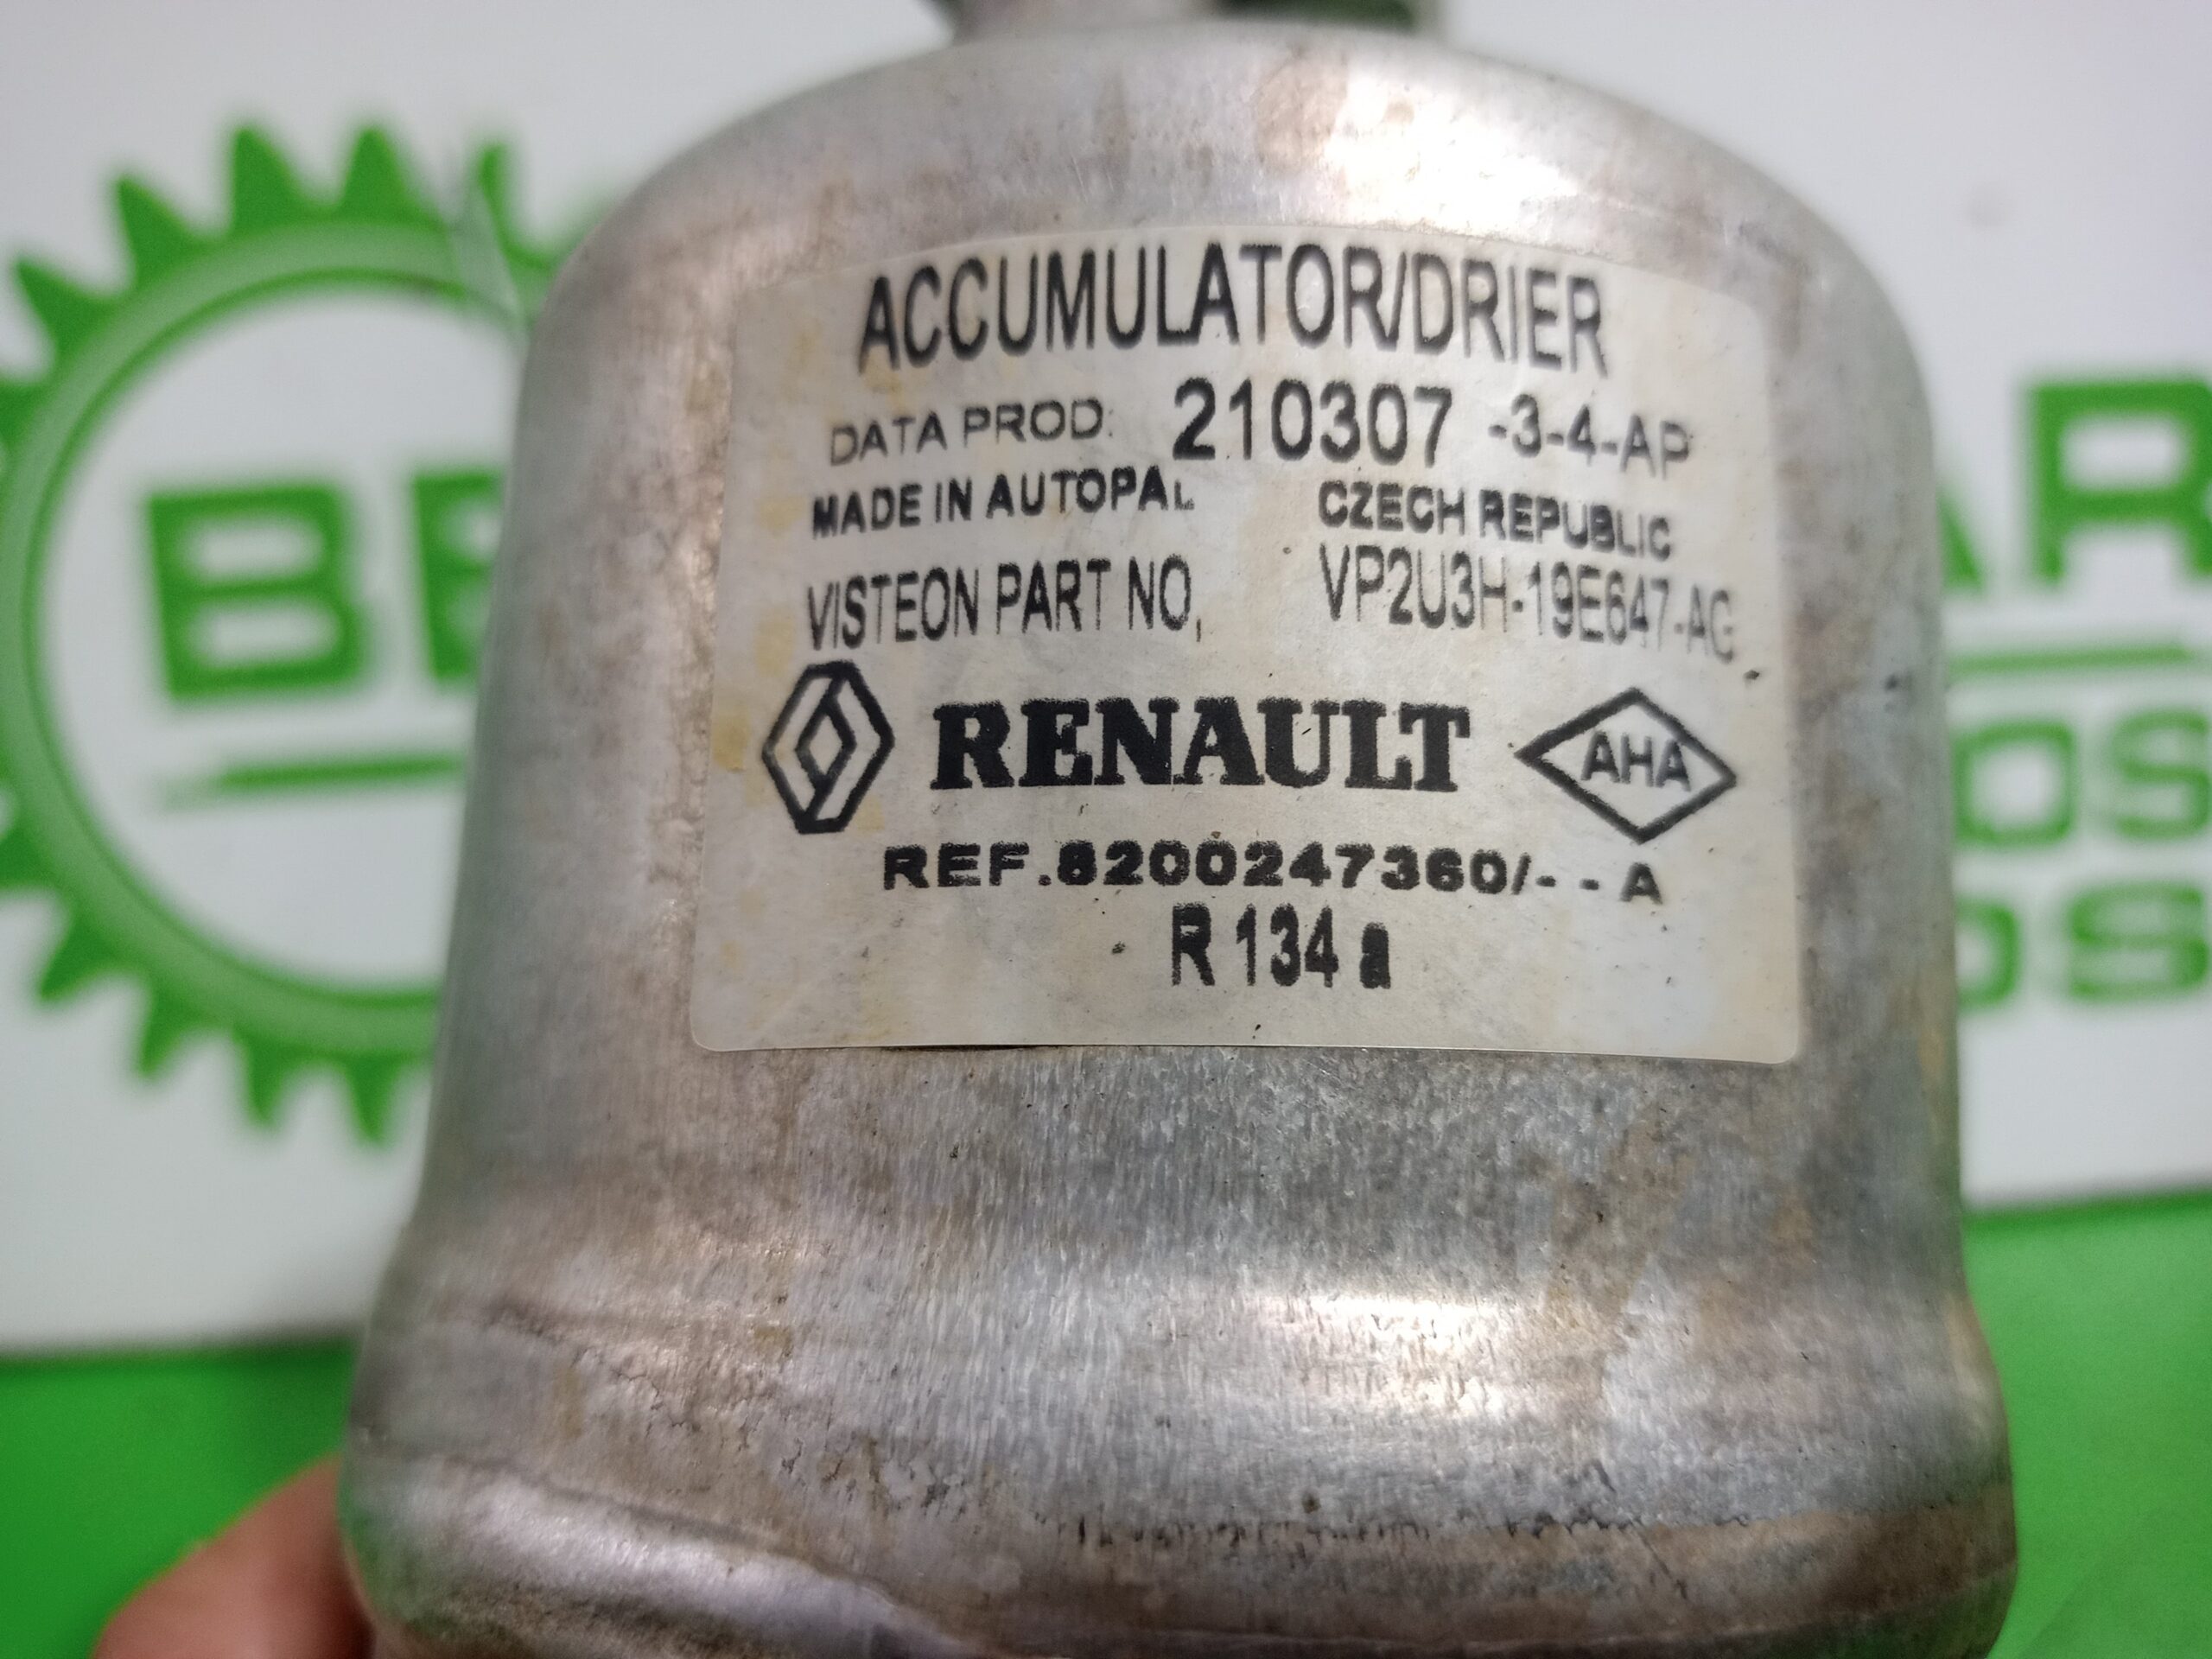 ACCUMULATOR/DRIER
DATA PROD: 210307 -3-4-AP
MADE IN AUTOPAL CZECH REPUBLIC
VISTEON PART NO, VP2U3H-19E647-AG
RENAULT AHA
REF.8200247360/- - A
R 134 a